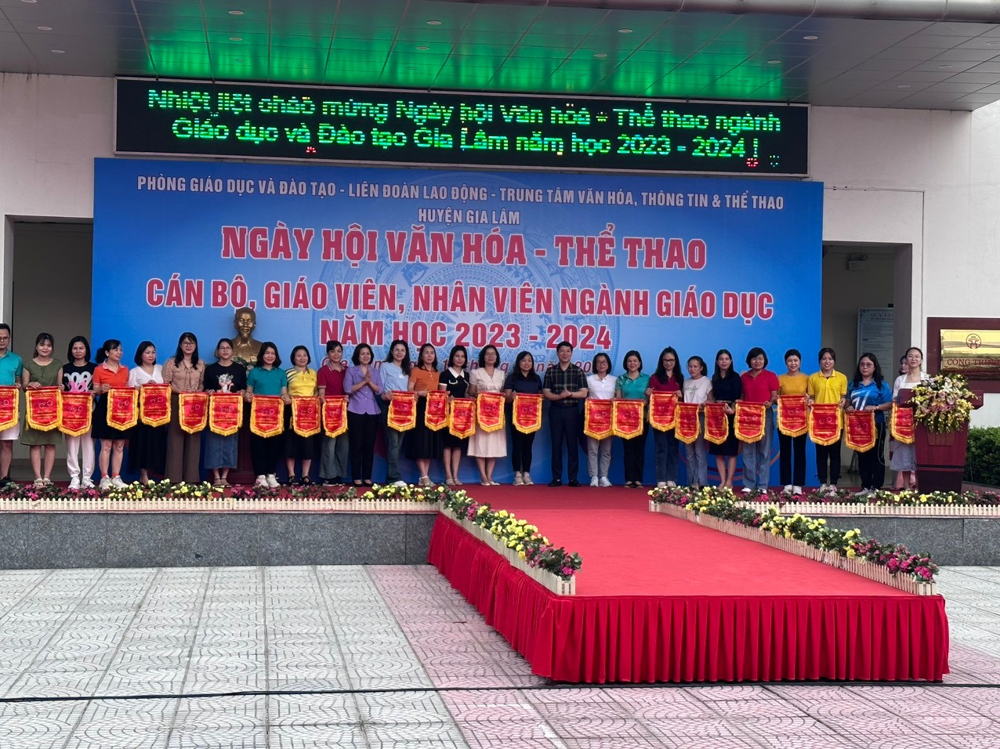 Nhiệt liệt chào mừng Ngày hội văn hóa - Thể thao ngành
Giáo dục và Đào tạo Gia Lâm năm học 2023 - 2024 !
PHÒNG GIÁO DỤC VÀ ĐÀO TẠO - LIÊN ĐOÀN LAO ĐỘNG - TRUNG TÂM VĂN HÓA, THÔNG TIN & THỂ THAO
HUYỆN GIA LÂM
NGÀY HỘI VĂN HÓA - THỂ THAO
CÁN BỘ, GIÁO VIÊN, NHÂN VIÊN NGÀNH GIÁO DỤC
NĂM HỌC 2023 - 2024
CÔNG TRÌNH